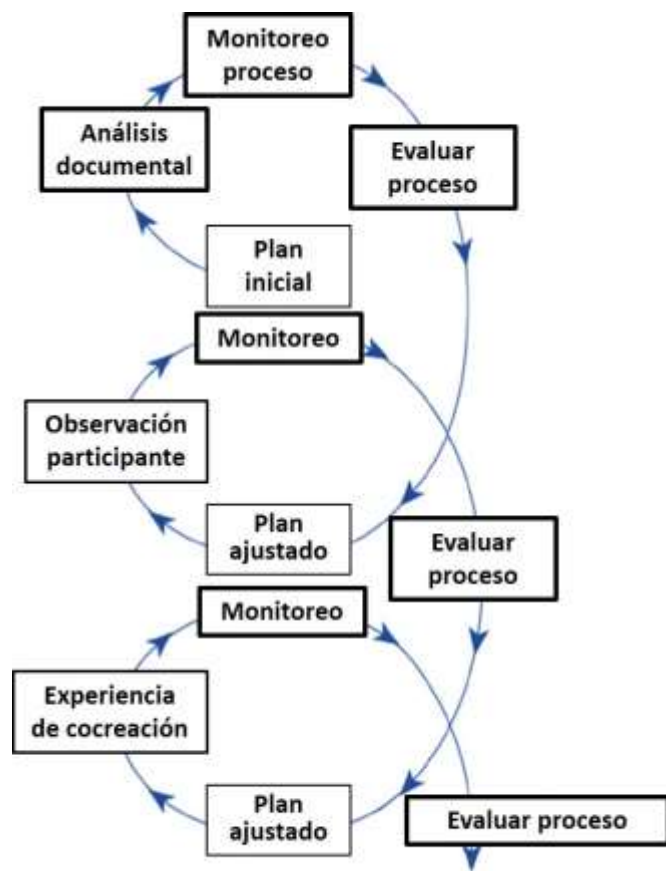 Monitoreo
proceso
Análisis
documental
Evaluar
proceso
Plan
inicial
Monitoreo
Observación
participante
Plan
ajustado
Evaluar
proceso
Monitoreo
Experiencia
de cocreación
Plan
ajustado
Evaluar proceso